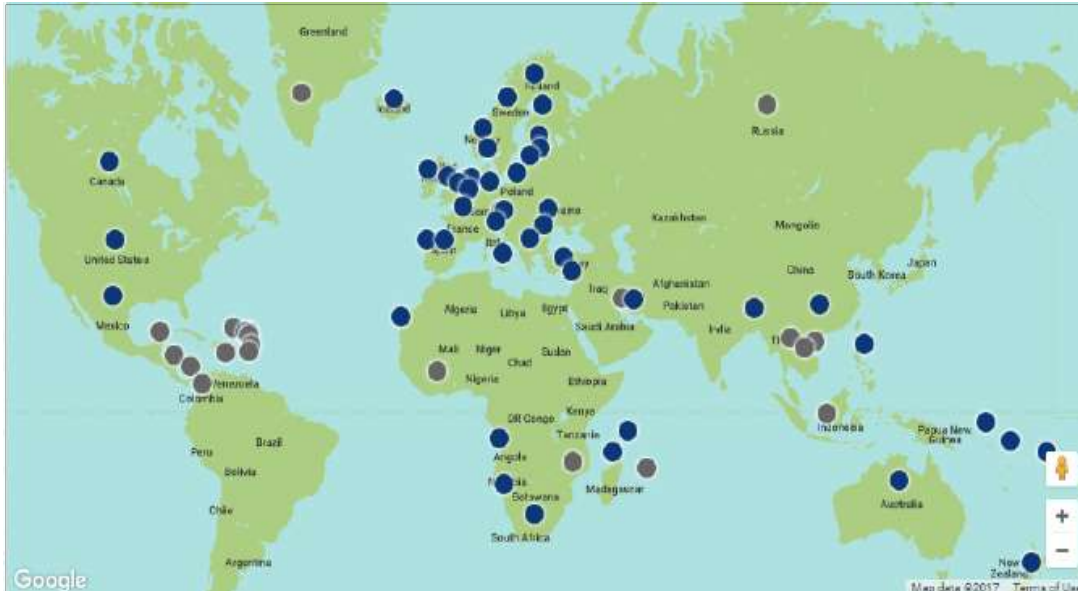 Greenland
Iceland
Finland
Sweden
Russia
Canada
Poland
France
United States
Kazakhstan
Mongolia
Japan
China
South Korea
Iraq
Afghanistan
Pakistan
Mexico
Algeria
Libya
Egypt
Saudi Arabia
India
Mali
Niger
Chad
Sudan
Nigeria
Ethiopia
Venezuela
Colombia
DR Congo
Kenya
Tanzania
Indonesia
Papua New
Guinea
Brazil
Peru
Bolivia
Angola
Madagascar
Botswana
Australia
Chile
South Africa
Argentina
New
Zealand
+
−
Google
Map data ©2017 Terms of Use